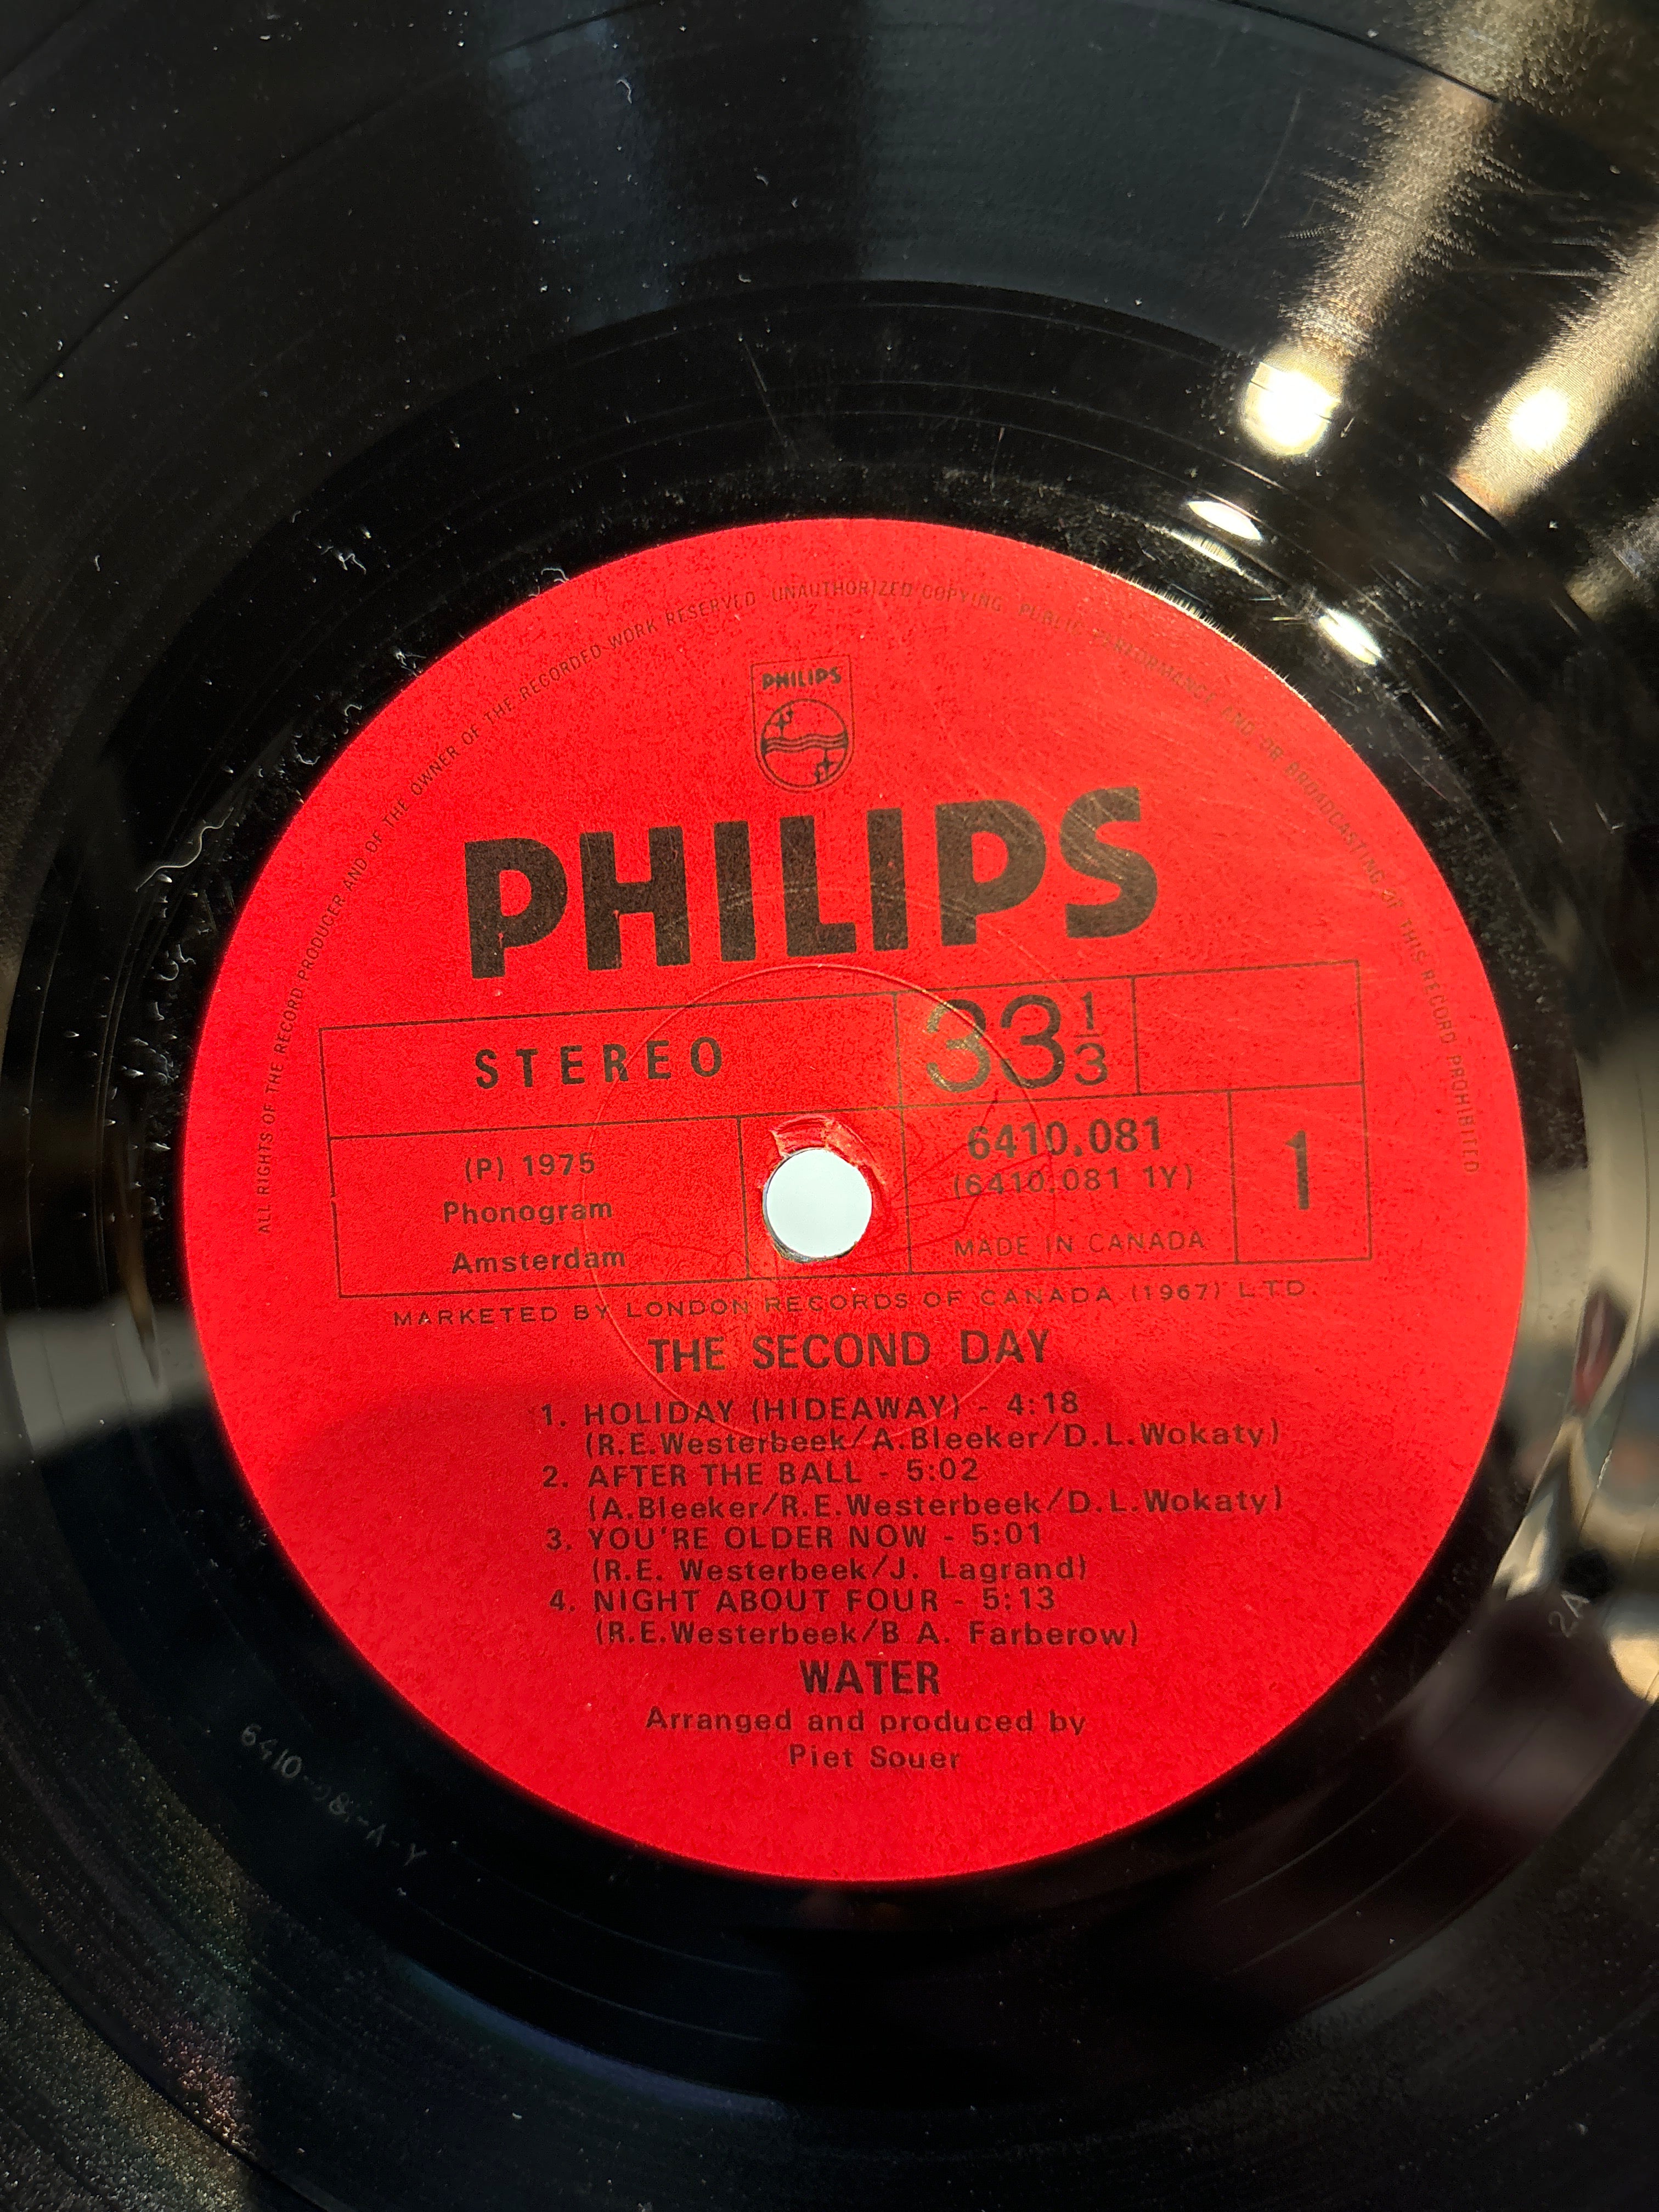 ALL RIGHTS OF THE RECORD PRODUCER AND OF THE OWNER OF THE RECORDED WORK RESERVED UNAUTHORIZED COPYING PUBLIC PERFORMANCE AND OR BROADCASTING OF THIS RECORD PROHIBITED
PHILIPS
PHILIPS
STEREO
33 1/3
(P) 1975
Phonogram
Amsterdam
6410.081
(6410.081 1Y)
MADE IN CANADA
1
MARKETED BY LONDON RECORDS OF CANADA (1967) LTD.
THE SECOND DAY
1. HOLIDAY (HIDEAWAY) - 4:18
(R.E.Westerbeek/A.Bleeker/D.L.Wokaty)
2. AFTER THE BALL - 5:02
(A.Bleeker/R.E.Westerbeek/D.L.Wokaty)
3. YOU'RE OLDER NOW - 5:01
(R.E. Westerbeek/J. Lagrand)
4. NIGHT ABOUT FOUR - 5:13
(R.E.Westerbeek/B A. Farberow)
WATER
Arranged and produced by
Piet Souer
2A